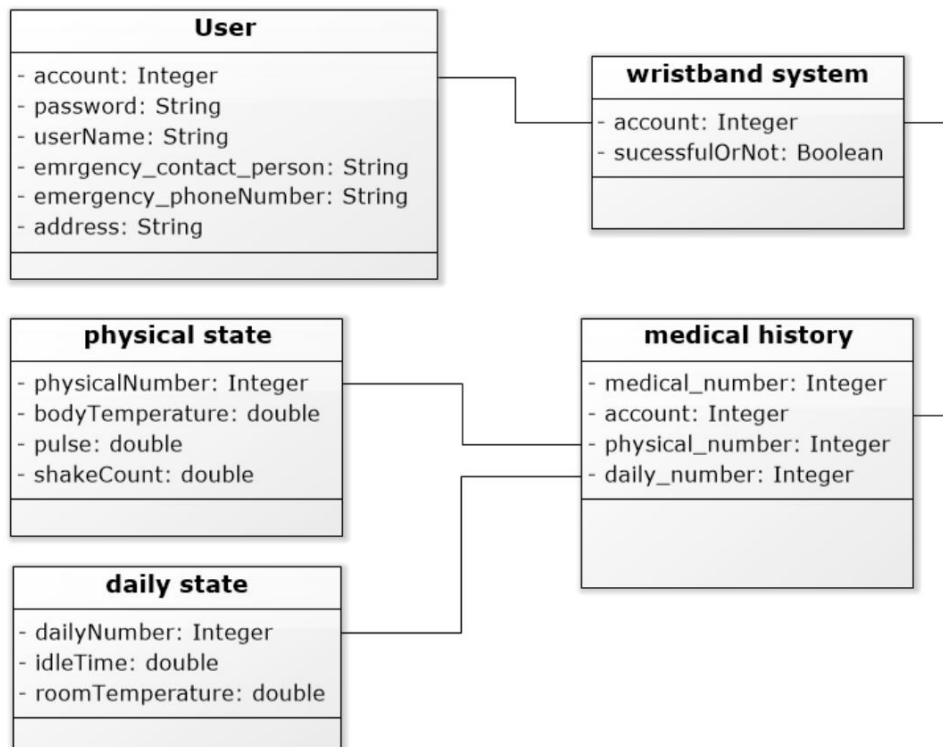 User
- account: Integer
- password: String
- userName: String
- emrgency_contact_person: String
- emergency_phoneNumber: String
- address: String
wristband system
- account: Integer
- sucessfulOrNot: Boolean
physical state
- physicalNumber: Integer
- bodyTemperature: double
- pulse: double
- shakeCount: double
medical history
- medical_number: Integer
- account: Integer
- physical_number: Integer
- daily_number: Integer
daily state
- dailyNumber: Integer
- idleTime: double
- roomTemperature: double